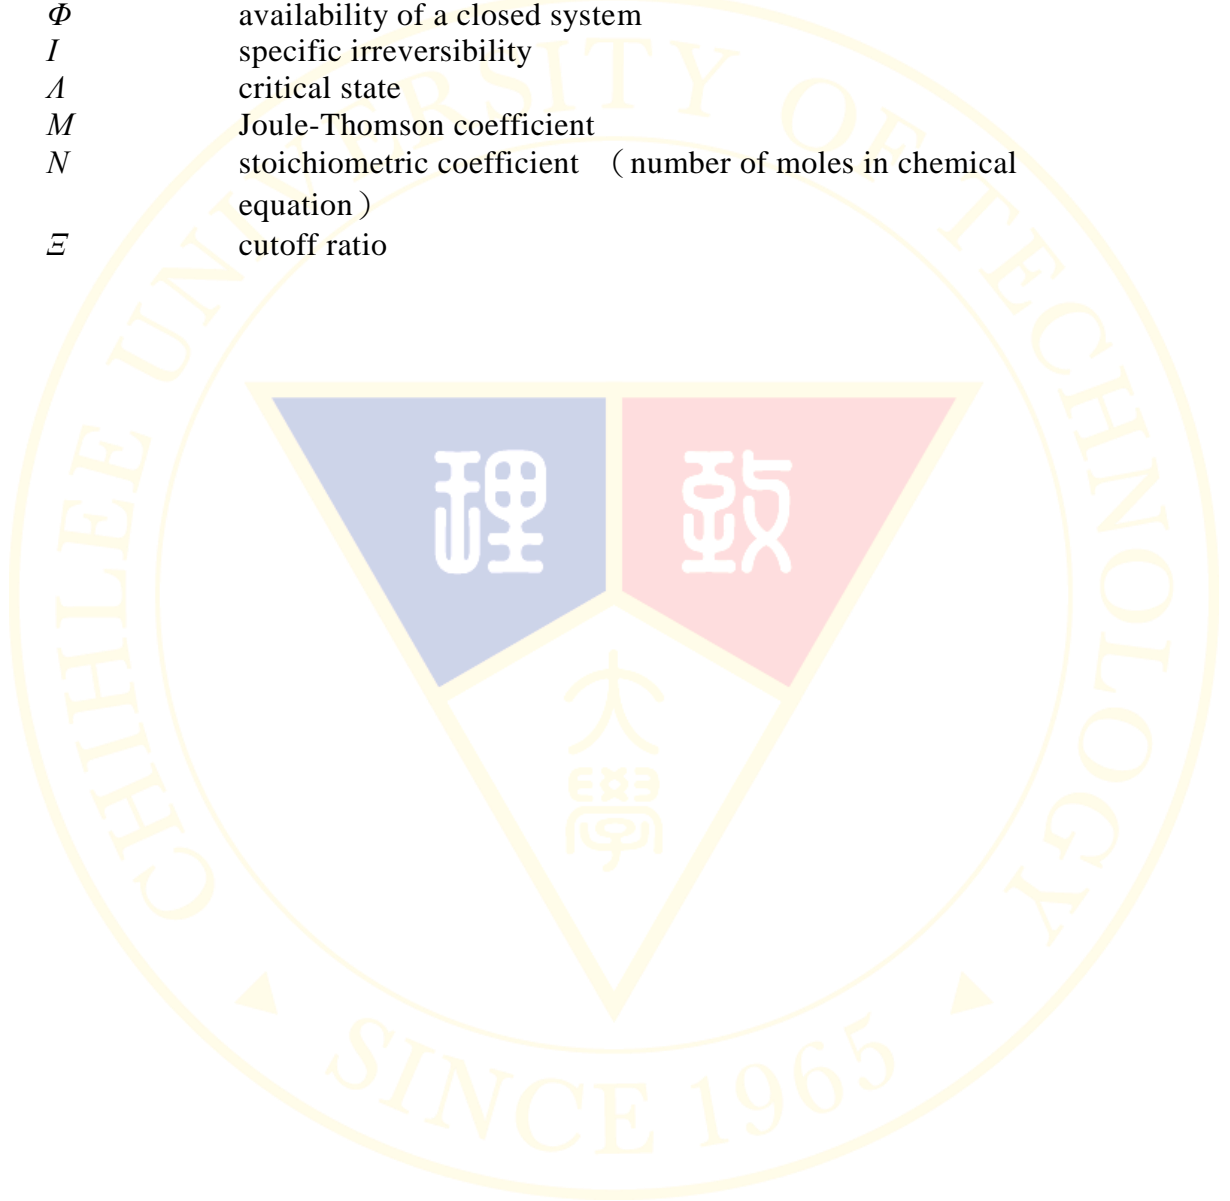 Φ availability of a closed system
I specific irreversibility
Λ critical state
M Joule-Thomson coefficient
N stoichiometric coefficient （number of moles in chemical
equation）
Ξ cutoff ratio
CHIHLEE UNIVERSITY OF TECHNOLOGY
理 致
大
學
SINCE 1965